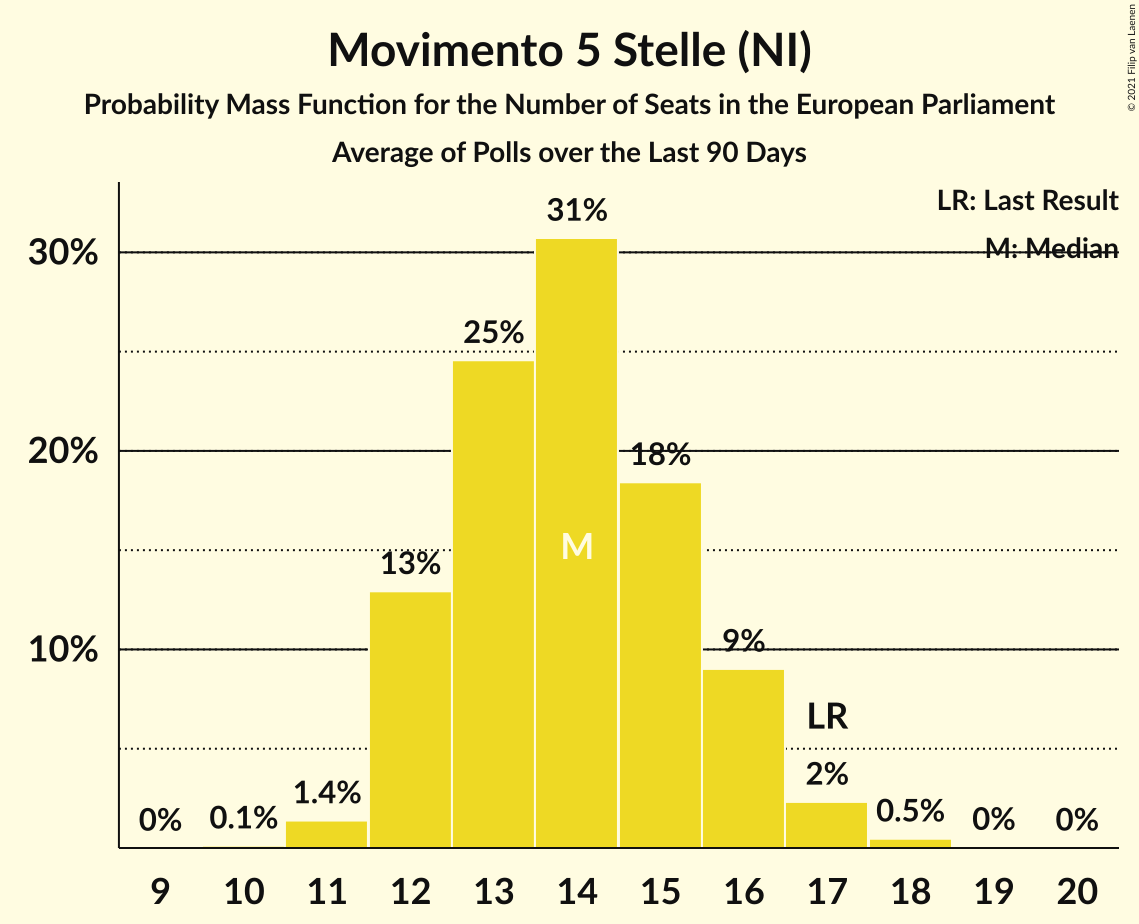 Movimento 5 Stelle (NI)
Probability Mass Function for the Number of Seats in the European Parliament
Average of Polls over the Last 90 Days
© 2021 Filip van Laenen
LR: Last Result
M: Median
30%
20%
10%
0%
0.1%
1.4%
13%
25%
31%
M
18%
9%
LR
2%
0.5%
0%
0%
9 10 11 12 13 14 15 16 17 18 19 20